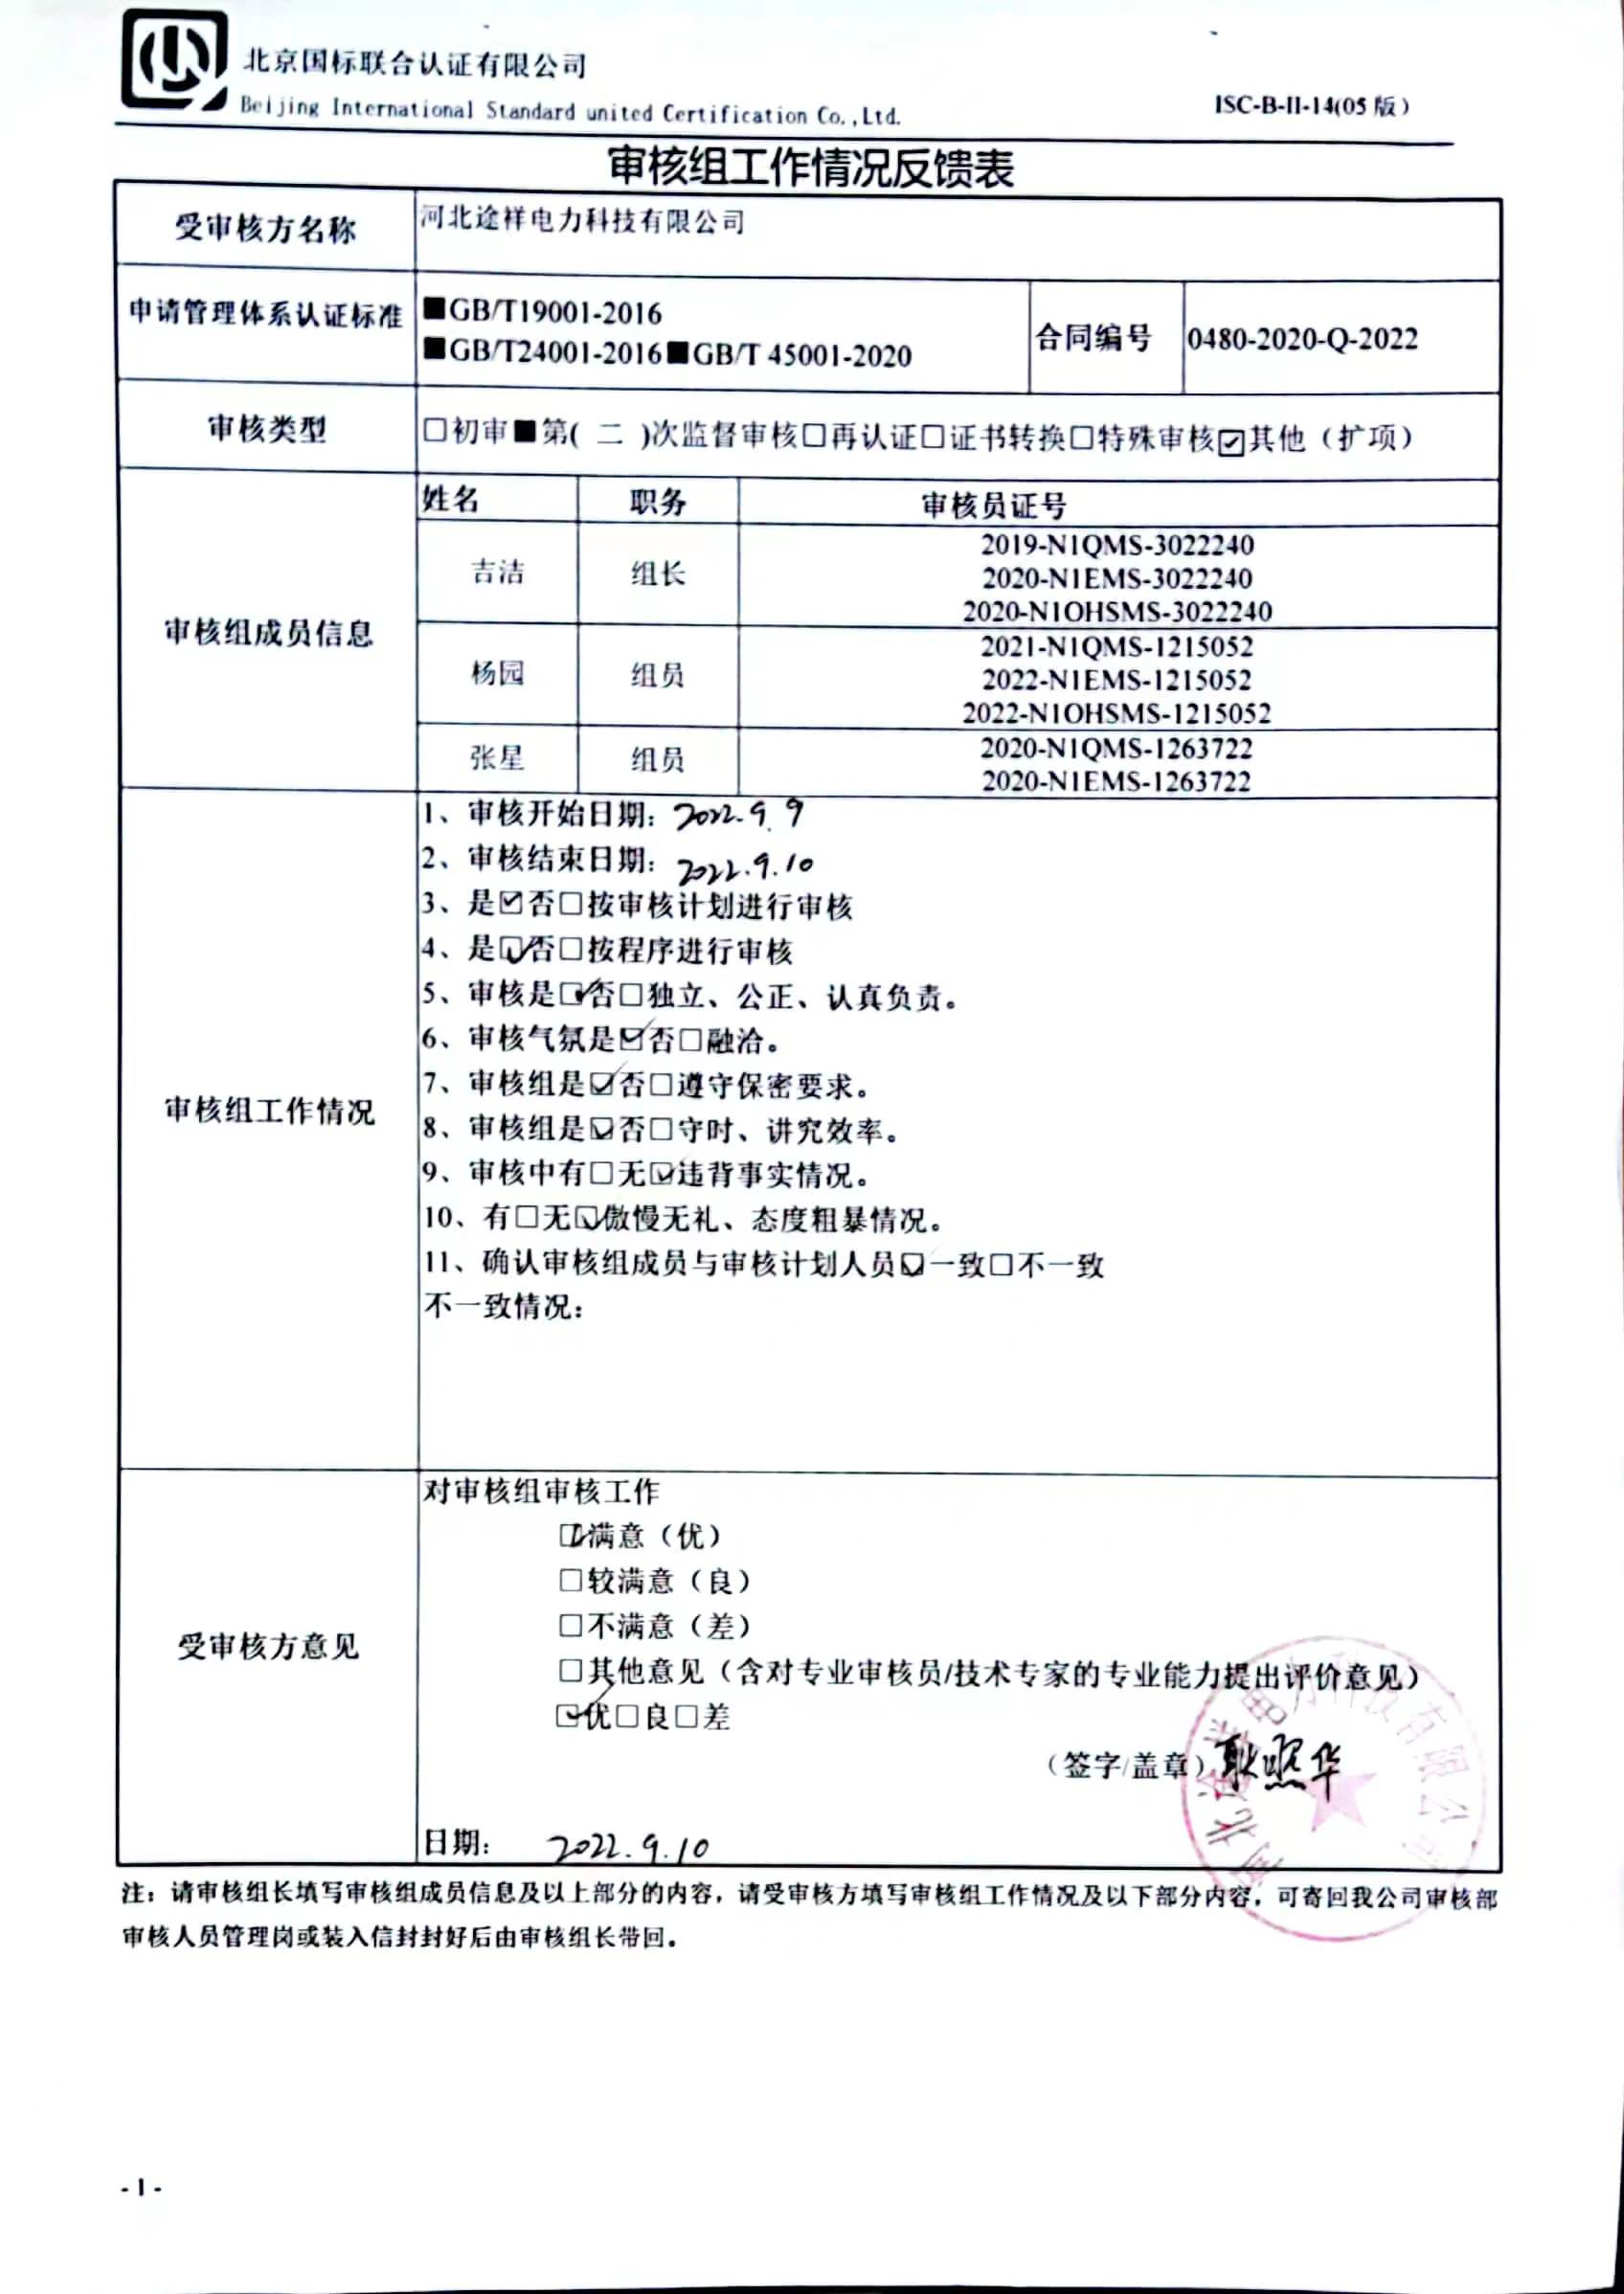 北京国标联合认证有限公司
Beijing International Standard united Certification Co.,Ltd.
ISC-B-II-14(05 版)
审核组工作情况反馈表
受审核方名称 河北途祥电力科技有限公司
申请管理体系认证标准 ■GB/T19001-2016
■GB/T24001-2016■GB/T 45001-2020
合同编号 0480-2020-Q-2022
审核类型 □初审■第( 二 )次监督审核□再认证□证书转换□特殊审核☑其他（扩项）
审核组成员信息
姓名 职务 审核员证号
吉洁 组长 2019-N1QMS-3022240
2020-N1EMS-3022240
2020-N1OHSMS-3022240
杨园 组员 2021-N1QMS-1215052
2022-N1EMS-1215052
2022-N1OHSMS-1215052
张星 组员 2020-N1QMS-1263722
2020-N1EMS-1263722
审核组工作情况
1、审核开始日期：2022.9.9
2、审核结束日期：2022.9.10
3、是☑否□按审核计划进行审核
4、是☑否□按程序进行审核
5、审核是☑否□独立、公正、认真负责。
6、审核气氛是☑否□融洽。
7、审核组是☑否□遵守保密要求。
8、审核组是☑否□守时、讲究效率。
9、审核中有□无☑违背事实情况。
10、有□无☑傲慢无礼、态度粗暴情况。
11、确认审核组成员与审核计划人员☑一致□不一致
不一致情况：
受审核方意见
对审核组审核工作
☑满意（优）
□较满意（良）
□不满意（差）
□其他意见（含对专业审核员/技术专家的专业能力提出评价意见）
☑优□良□差
（签字/盖章）耿照华
河北途祥电力科技有限公司
日期： 2022.9.10
注：请审核组长填写审核组成员信息及以上部分的内容，请受审核方填写审核组工作情况及以下部分内容，可寄回我公司审核部
审核人员管理岗或装入信封封好后由审核组长带回。
- 1 -